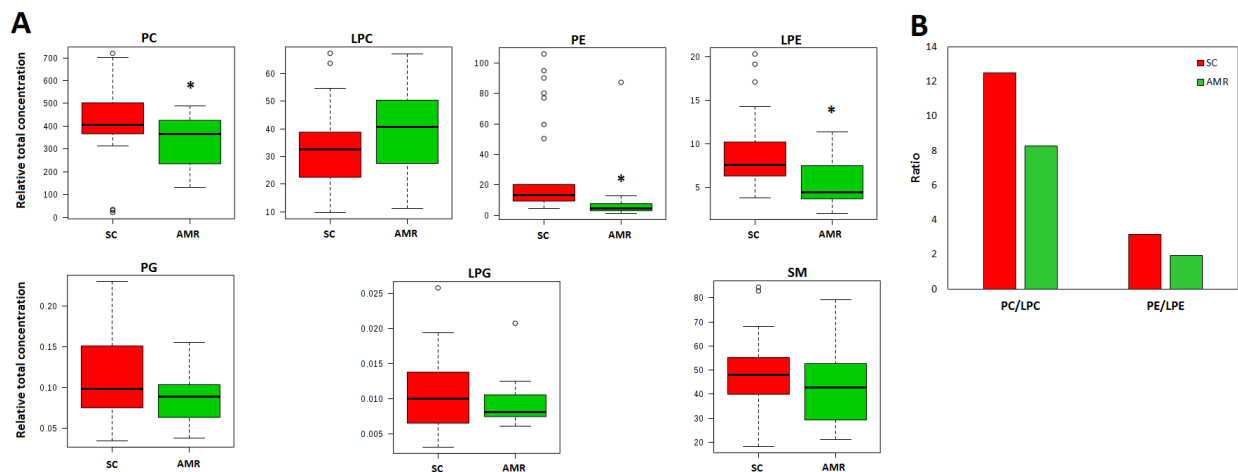 A
B
PC
LPC
PE
LPE
Relative total concentration
700
600
500
400
300
200
100
0
*
SC
AMR
60
50
40
30
20
10
SC
AMR
100
80
60
40
20
0
*
SC
AMR
20
15
10
5
*
SC
AMR
14
12
10
8
6
4
2
0
Ratio
SC
AMR
PC/LPC
PE/LPE
PG
LPG
SM
Relative total concentration
0.20
0.15
0.10
0.05
SC
AMR
0.025
0.020
0.015
0.010
0.005
SC
AMR
80
70
60
50
40
30
20
SC
AMR